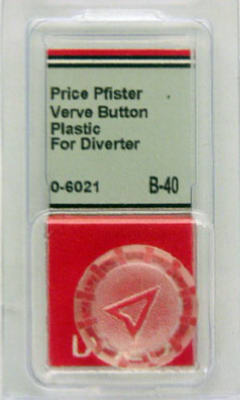 Price Pfister
Verve Button
Plastic
For Diverter
0-6021 B-40